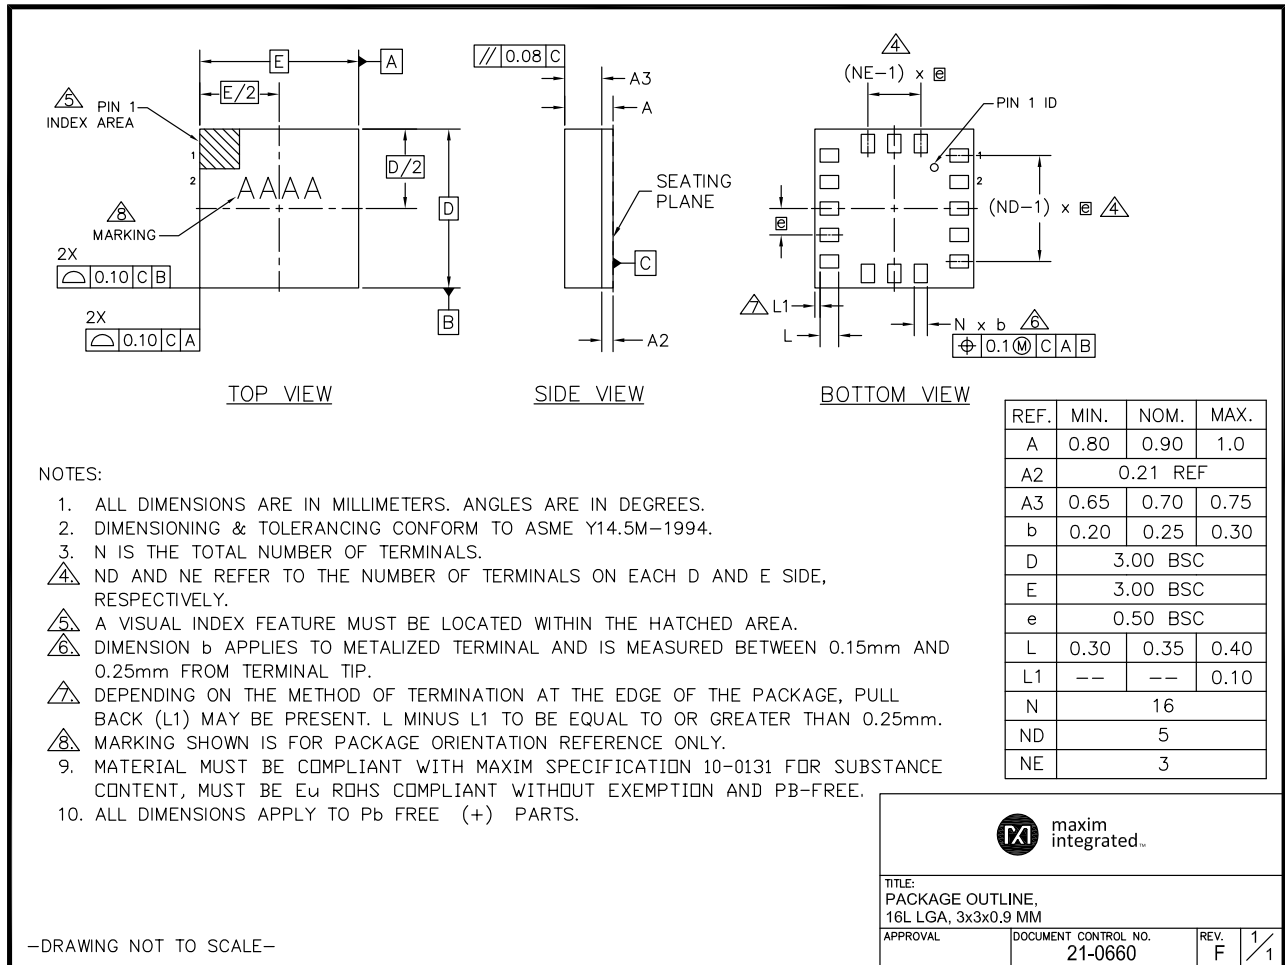 E
A
E/2
5
PIN 1
INDEX AREA
1
2
AAAA
8
MARKING
D/2
D
2X
0.10 C B
2X
0.10 C A
B
TOP VIEW
// 0.08 C
A3
A
SEATING
PLANE
C
A2
SIDE VIEW
4
(NE-1) x e
PIN 1 ID
1
2
(ND-1) x e 4
e
7 L1
L
N x b 6
⌖ 0.1 Ⓜ C A B
BOTTOM VIEW
REF. MIN. NOM. MAX.
A 0.80 0.90 1.0
A2 0.21 REF
A3 0.65 0.70 0.75
b 0.20 0.25 0.30
D 3.00 BSC
E 3.00 BSC
e 0.50 BSC
L 0.30 0.35 0.40
L1 -- -- 0.10
N 16
ND 5
NE 3
NOTES:
1. ALL DIMENSIONS ARE IN MILLIMETERS. ANGLES ARE IN DEGREES.
2. DIMENSIONING & TOLERANCING CONFORM TO ASME Y14.5M-1994.
3. N IS THE TOTAL NUMBER OF TERMINALS.
4. ND AND NE REFER TO THE NUMBER OF TERMINALS ON EACH D AND E SIDE,
RESPECTIVELY.
5. A VISUAL INDEX FEATURE MUST BE LOCATED WITHIN THE HATCHED AREA.
6. DIMENSION b APPLIES TO METALIZED TERMINAL AND IS MEASURED BETWEEN 0.15mm AND
0.25mm FROM TERMINAL TIP.
7. DEPENDING ON THE METHOD OF TERMINATION AT THE EDGE OF THE PACKAGE, PULL
BACK (L1) MAY BE PRESENT. L MINUS L1 TO BE EQUAL TO OR GREATER THAN 0.25mm.
8. MARKING SHOWN IS FOR PACKAGE ORIENTATION REFERENCE ONLY.
9. MATERIAL MUST BE COMPLIANT WITH MAXIM SPECIFICATION 10-0131 FOR SUBSTANCE
CONTENT, MUST BE Eu ROHS COMPLIANT WITHOUT EXEMPTION AND PB-FREE.
10. ALL DIMENSIONS APPLY TO Pb FREE (+) PARTS.
maxim
integrated™
TITLE:
PACKAGE OUTLINE,
16L LGA, 3x3x0.9 MM
APPROVAL
DOCUMENT CONTROL NO.
21-0660
REV.
F
1/1
-DRAWING NOT TO SCALE-